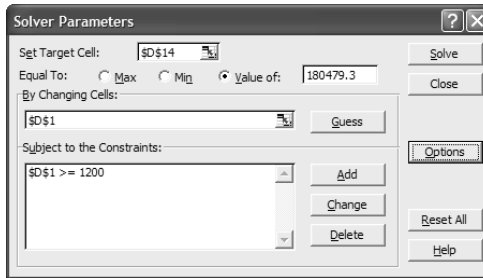 Solver Parameters
Set Target Cell: $D$14
Equal To: Max Min Value of: 180479.3
By Changing Cells:
$D$1
Guess
Subject to the Constraints:
$D$1 >= 1200
Add
Change
Delete
Solve
Close
Options
Reset All
Help